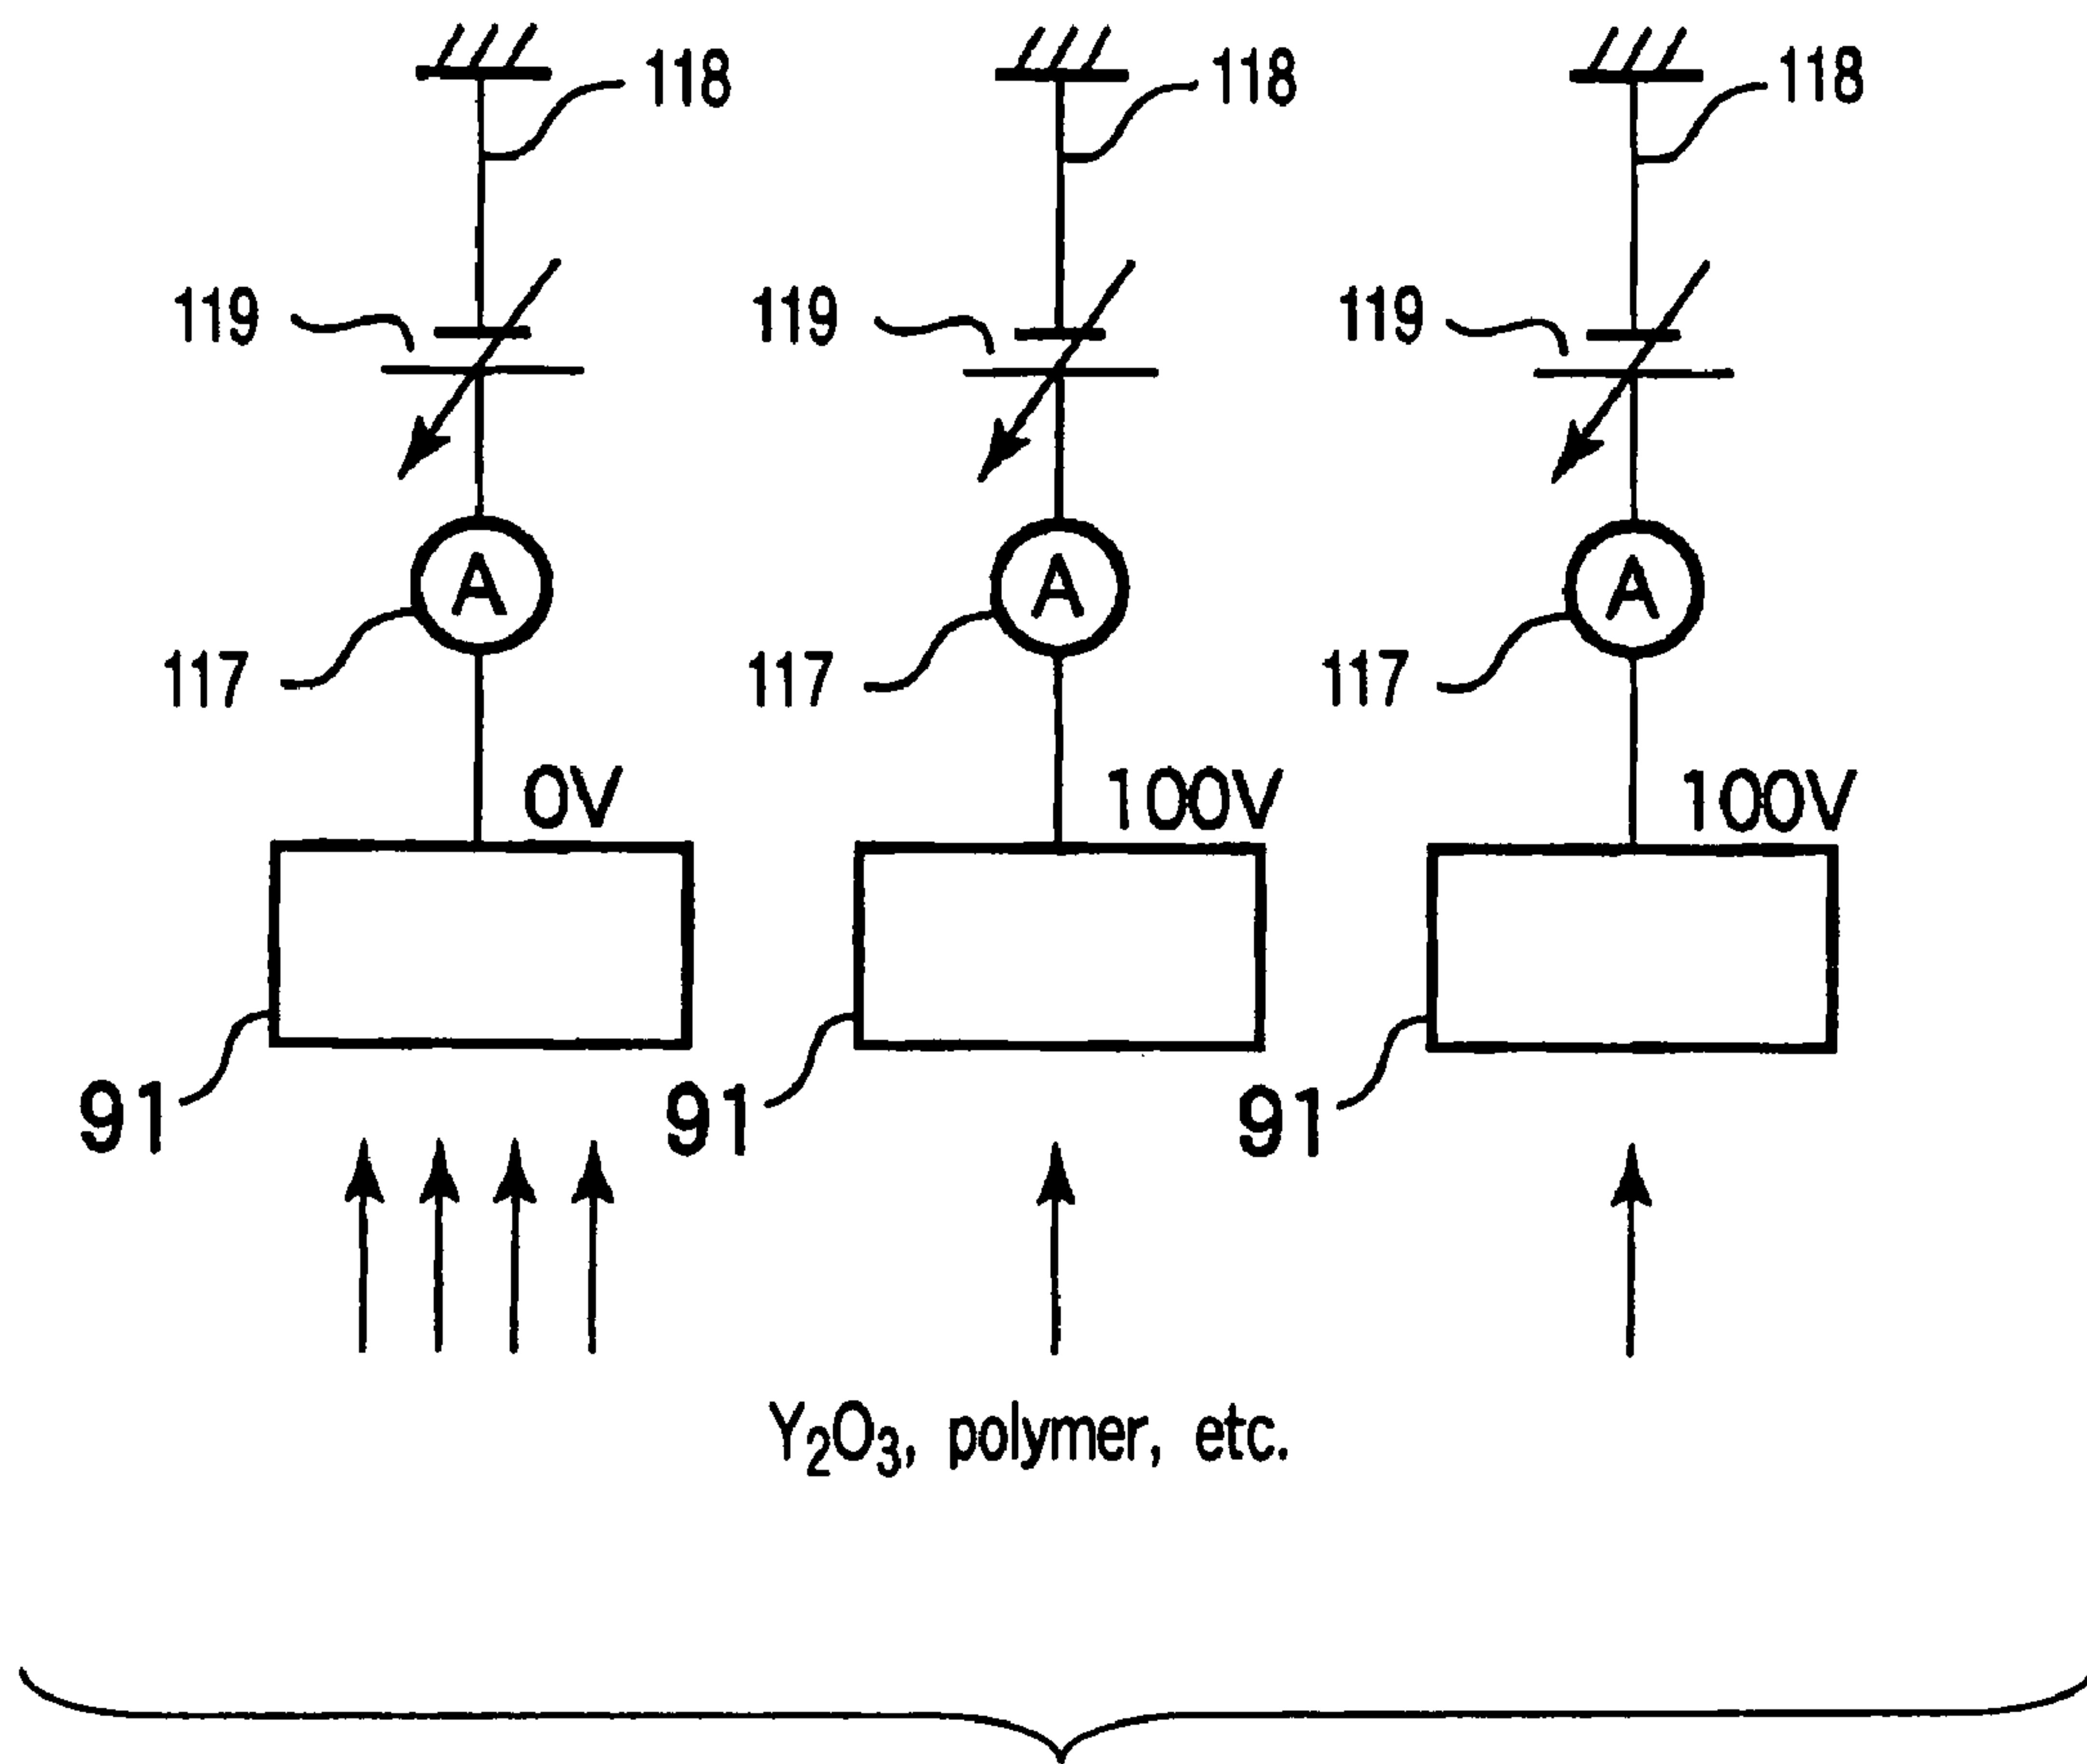 118 118 118
119 119 119
A A A
117 117 117
0V 100V 100V
91 91 91
Y₂O₃, polymer, etc.